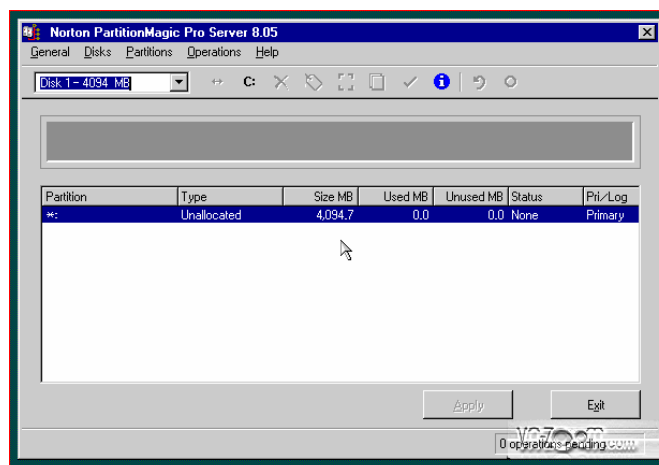 Norton PartitionMagic Pro Server 8.05
General Disks Partitions Operations Help
Disk 1 - 4094 MB C:
Partition Type Size MB Used MB Unused MB Status Pri/Log
*: Unallocated 4,094.7 0.0 0.0 None Primary
Apply Exit
0 operations pending